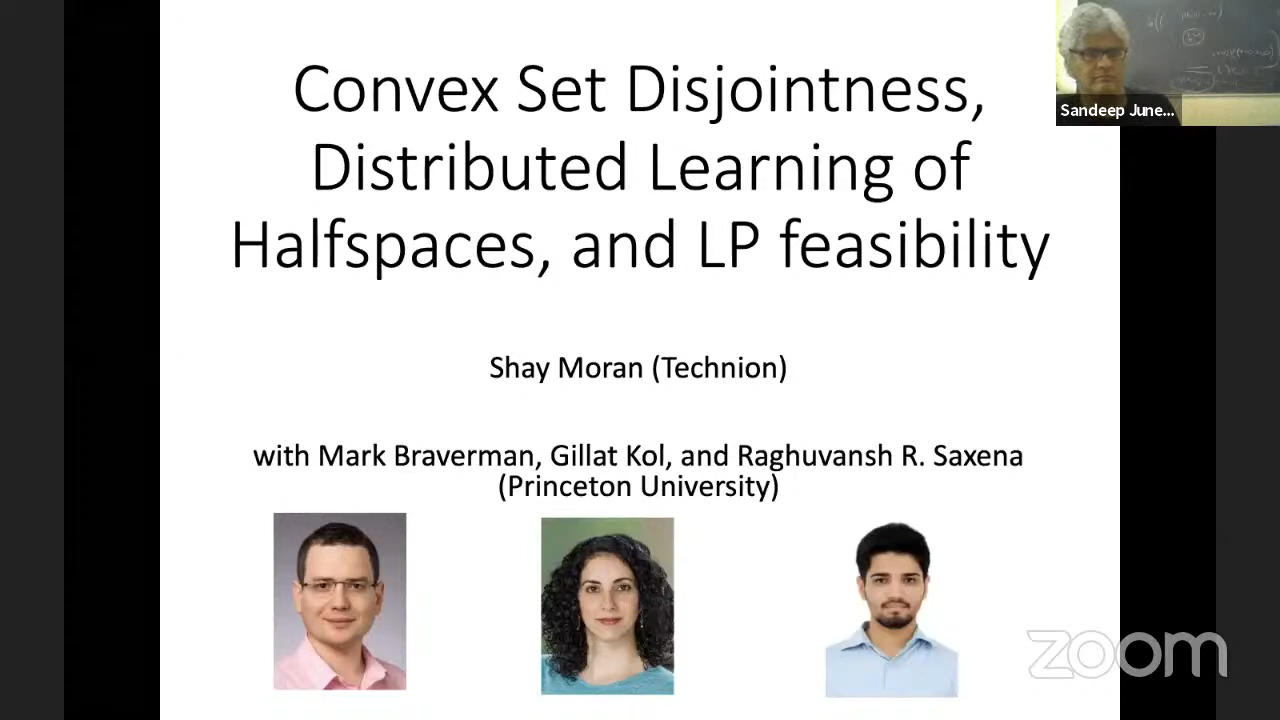 Convex Set Disjointness,
Distributed Learning of
Halfspaces, and LP feasibility
Sandeep June...
Shay Moran (Technion)
with Mark Braverman, Gillat Kol, and Raghuvansh R. Saxena
(Princeton University)
zoom